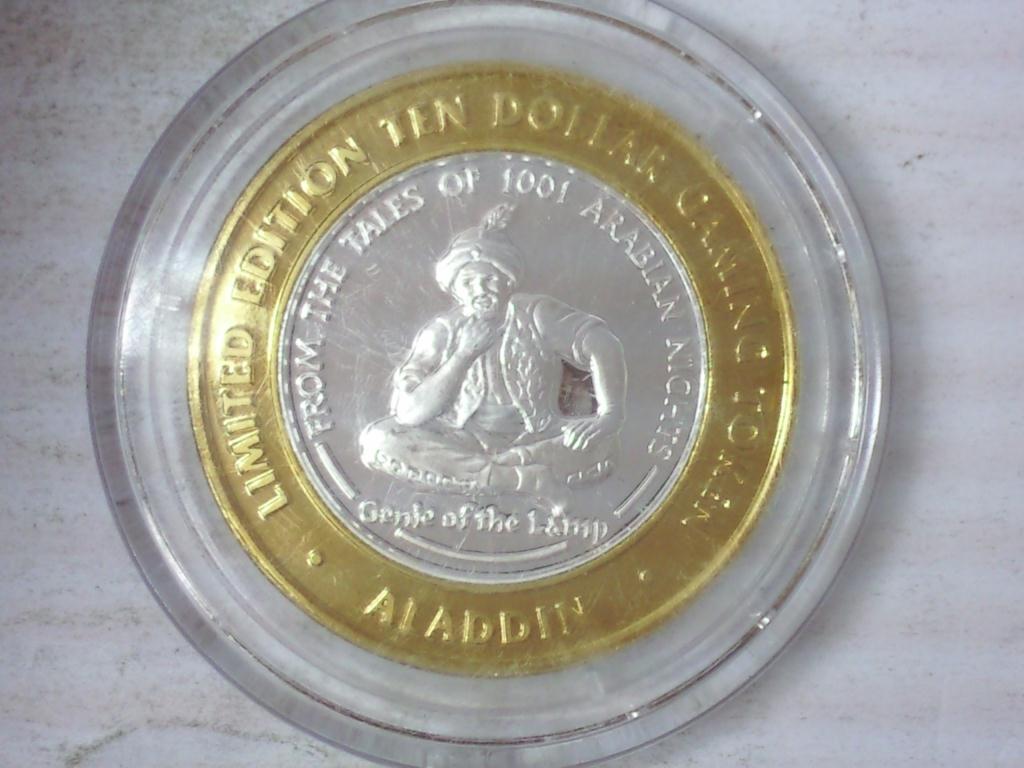 LIMITED EDITION TEN DOLLAR GAMING TOKEN
FROM THE TALES OF 1001 ARABIAN NIGHTS
Genie of the Lamp
ALADDIN